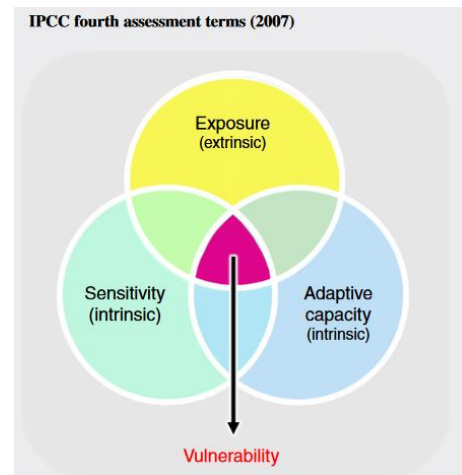 IPCC fourth assessment terms (2007)
Exposure
(extrinsic)
Sensitivity
(intrinsic)
Adaptive
capacity
(intrinsic)
Vulnerability